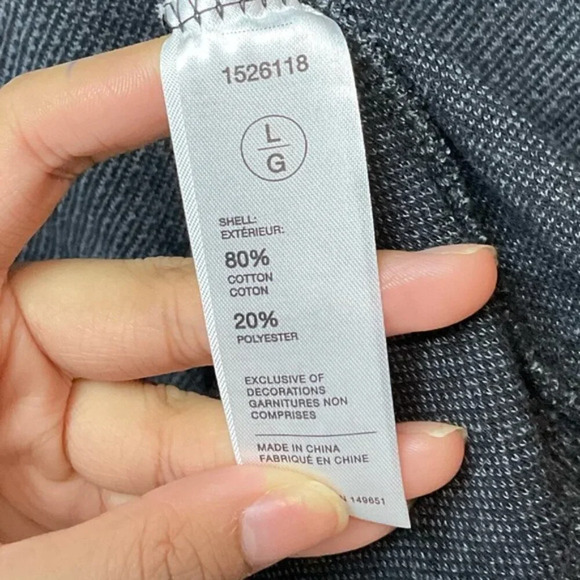 1526118
L
G
SHELL:
EXTÉRIEUR:
80%
COTTON
COTON
20%
POLYESTER
EXCLUSIVE OF
DECORATIONS
GARNITURES NON
COMPRISES
MADE IN CHINA
FABRIQUÉ EN CHINE
149651